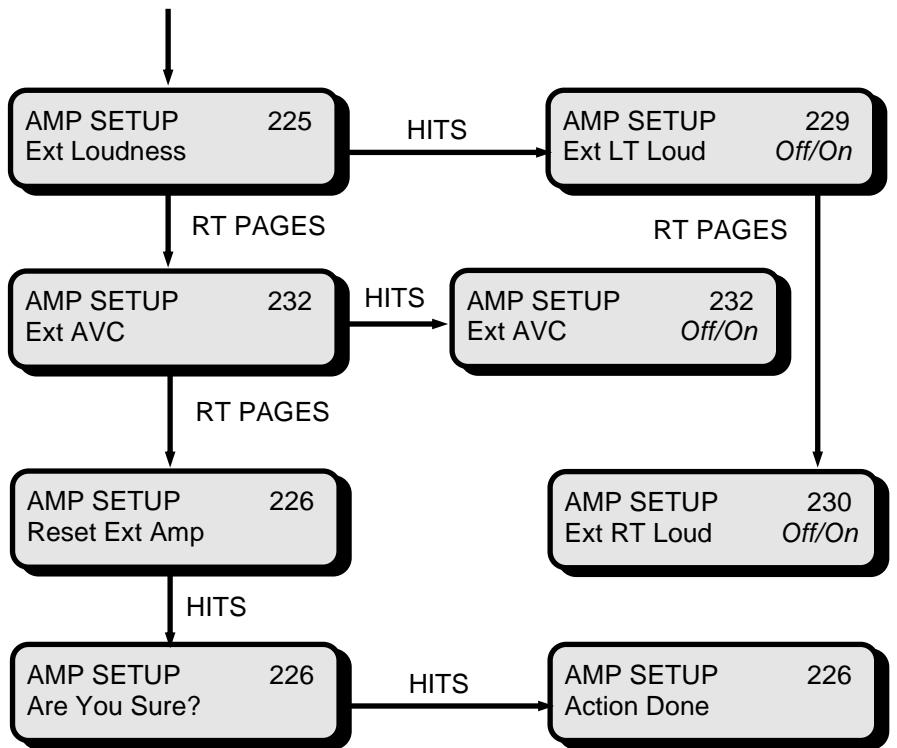 AMP SETUP 225
Ext Loudness
HITS
AMP SETUP 229
Ext LT Loud Off/On
RT PAGES
RT PAGES
AMP SETUP 232
Ext AVC
HITS
AMP SETUP 232
Ext AVC Off/On
RT PAGES
AMP SETUP 226
Reset Ext Amp
AMP SETUP 230
Ext RT Loud Off/On
HITS
AMP SETUP 226
Are You Sure?
HITS
AMP SETUP 226
Action Done